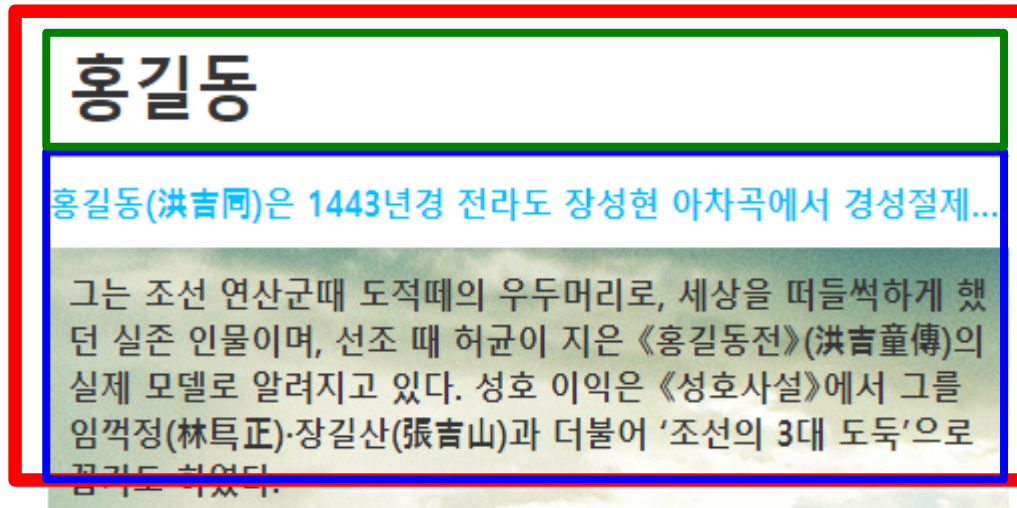 홍길동
홍길동(洪吉同)은 1443년경 전라도 장성현 아차곡에서 경성절제...
그는 조선 연산군때 도적떼의 우두머리로, 세상을 떠들썩하게 했
던 실존 인물이며, 선조 때 허균이 지은 《홍길동전》(洪吉童傳)의
실제 모델로 알려지고 있다. 성호 이익은 《성호사설》에서 그를
임꺽정(林巪正)·장길산(張吉山)과 더불어 ‘조선의 3대 도둑’으로
꼽기도 하였다.